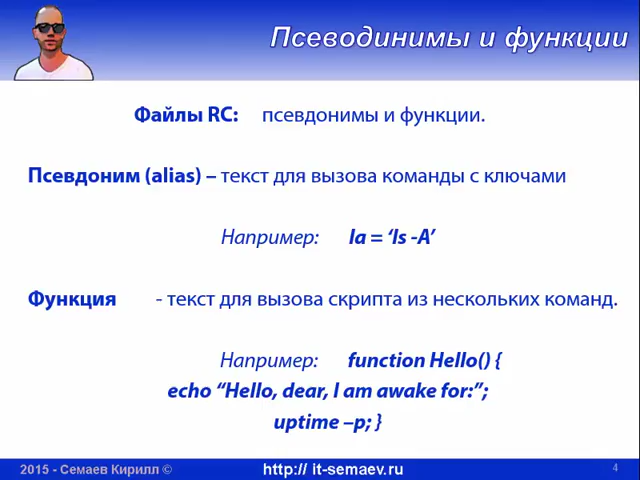 Псеводинимы и функции
Файлы RC: псевдонимы и функции.
Псевдоним (alias) – текст для вызова команды с ключами
Например: la = ‘ls -A’
Функция - текст для вызова скрипта из нескольких команд.
Например: function Hello() {
echo “Hello, dear, I am awake for:”;
uptime –p; }
2015 - Семаев Кирилл © http:// it-semaev.ru 4